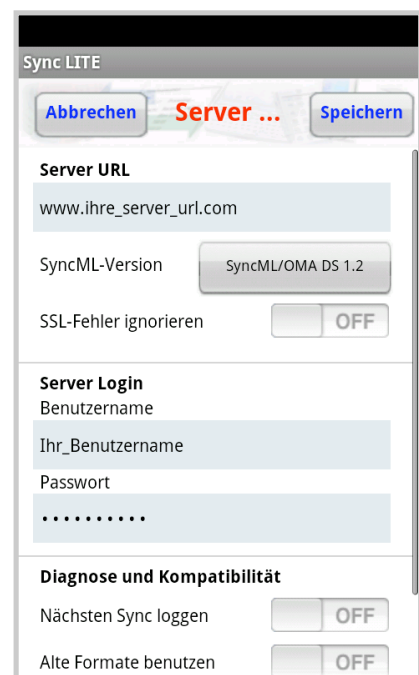 Sync LITE
Abbrechen Server ... Speichern
Server URL
www.ihre_server_url.com
SyncML-Version SyncML/OMA DS 1.2
SSL-Fehler ignorieren OFF
Server Login
Benutzername
Ihr_Benutzername
Passwort
••••••••••
Diagnose und Kompatibilität
Nächsten Sync loggen OFF
Alte Formate benutzen OFF